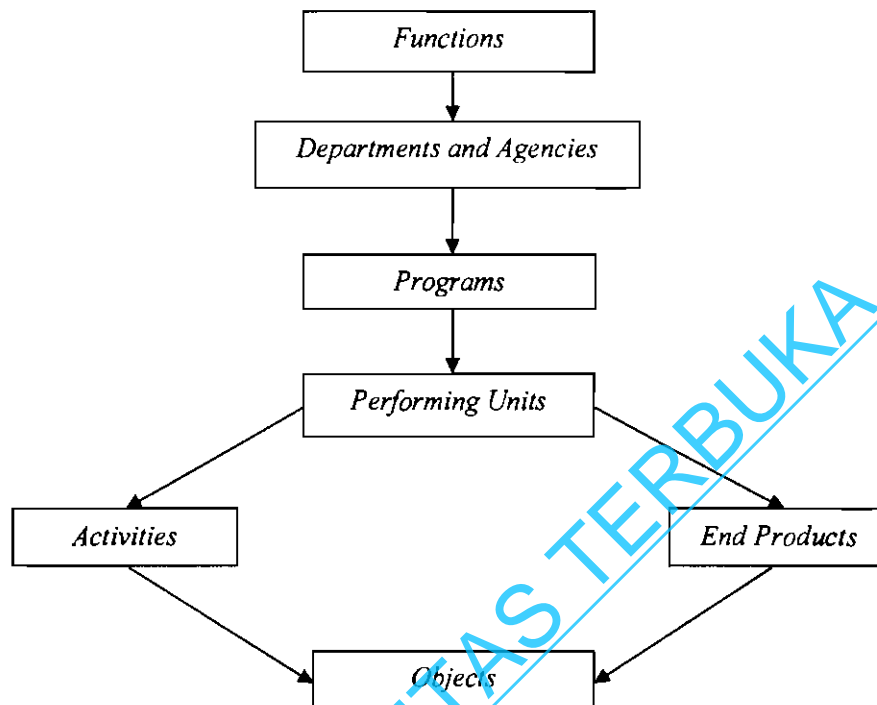 Functions
Departments and Agencies
Programs
Performing Units
Activities
End Products
Objects
TAS TERBUKA